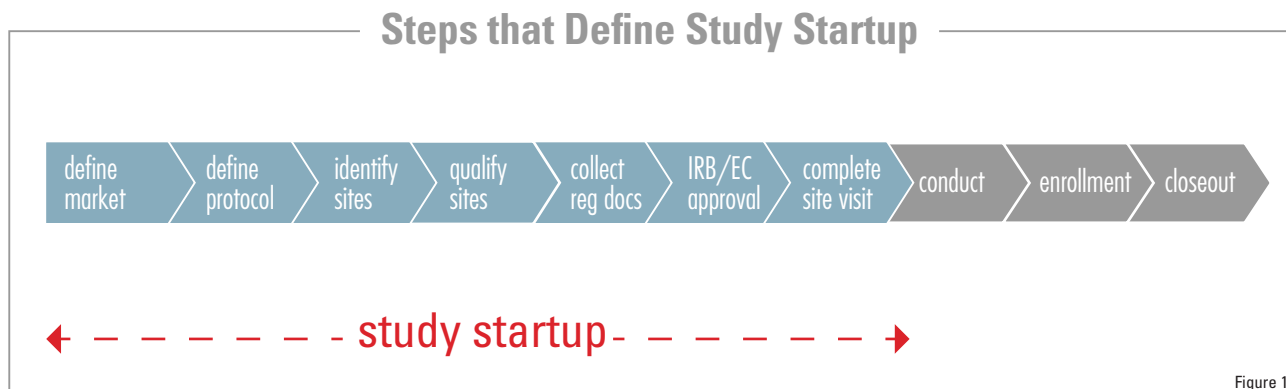 Steps that Define Study Startup
define
market
define
protocol
identify
sites
qualify
sites
collect
reg docs
IRB/EC
approval
complete
site visit
conduct
enrollment
closeout
study startup
Figure 1